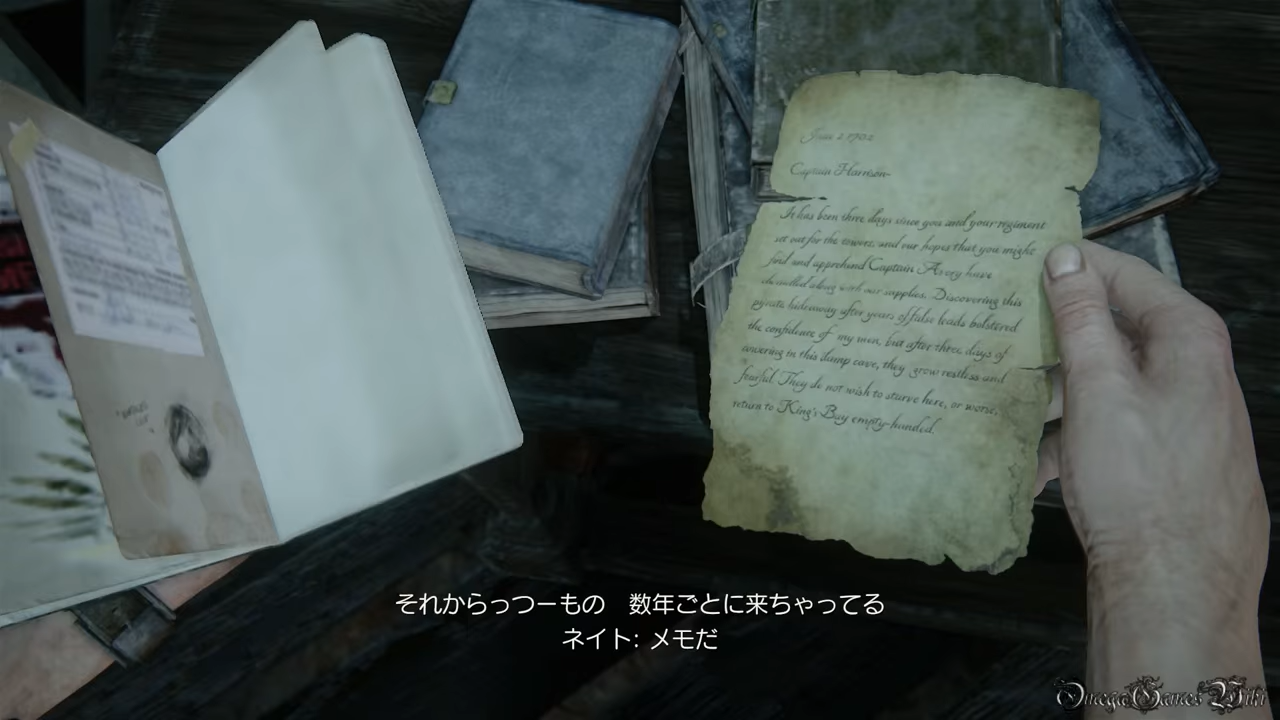 June 2 1702
Captain Harrison-
It has been three days since you and your regiment
set out for the tower, and our hopes that you might
find and apprehend Captain Avery have
dwindled along with our supplies. Discovering this
pirate hideaway after years of false leads bolstered
the confidence of my men, but after three days of
cowering in this damp cave, they grow restless and
fearful. They do not wish to starve here, or worse,
return to King's Bay empty-handed.
それからっつーもの　数年ごとに来ちゃってる
ネイト: メモだ
OmegaGames Wiki